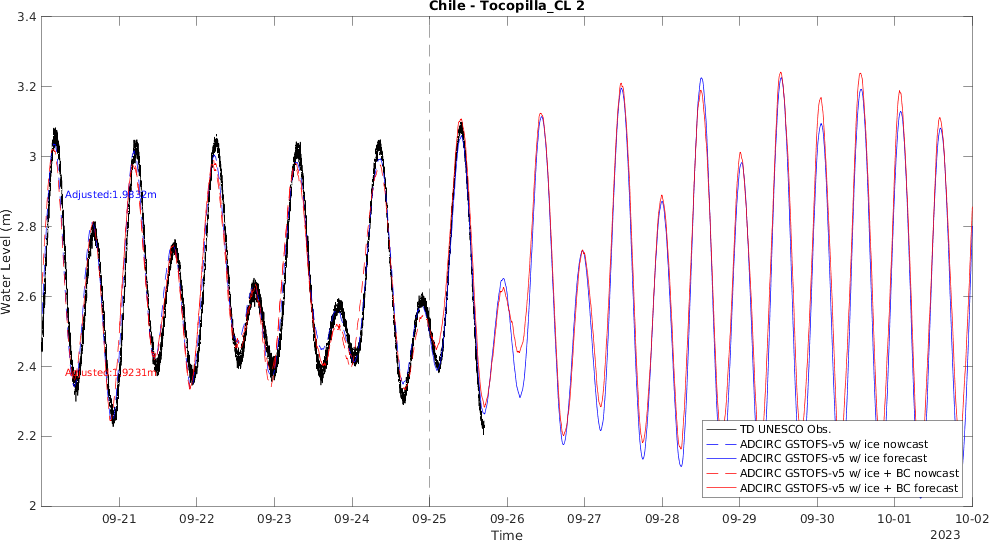 Chile - Tocopilla_CL 2
3.4
3.2
3
2.8
2.6
2.4
2.2
2
Water Level (m)
Adjusted:1.9332m
Adjusted:1.9231m
TD UNESCO Obs.
ADCIRC GSTOFS-v5 w/ ice nowcast
ADCIRC GSTOFS-v5 w/ ice forecast
ADCIRC GSTOFS-v5 w/ ice + BC nowcast
ADCIRC GSTOFS-v5 w/ ice + BC forecast
09-21 09-22 09-23 09-24 09-25 09-26 09-27 09-28 09-29 09-30 10-01 10-02
Time
2023